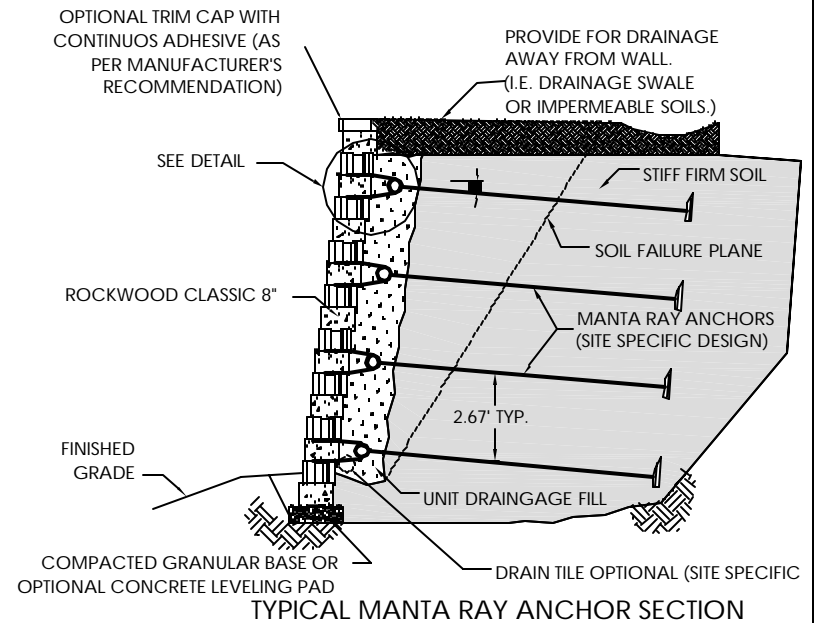 OPTIONAL TRIM CAP WITH
CONTINUOS ADHESIVE (AS
PER MANUFACTURER'S
RECOMMENDATION)
PROVIDE FOR DRAINAGE
AWAY FROM WALL.
(I.E. DRAINAGE SWALE
OR IMPERMEABLE SOILS.)
SEE DETAIL
STIFF FIRM SOIL
SOIL FAILURE PLANE
ROCKWOOD CLASSIC 8"
MANTA RAY ANCHORS
(SITE SPECIFIC DESIGN)
2.67' TYP.
FINISHED
GRADE
UNIT DRAINGAGE FILL
COMPACTED GRANULAR BASE OR
OPTIONAL CONCRETE LEVELING PAD
DRAIN TILE OPTIONAL (SITE SPECIFIC
TYPICAL MANTA RAY ANCHOR SECTION